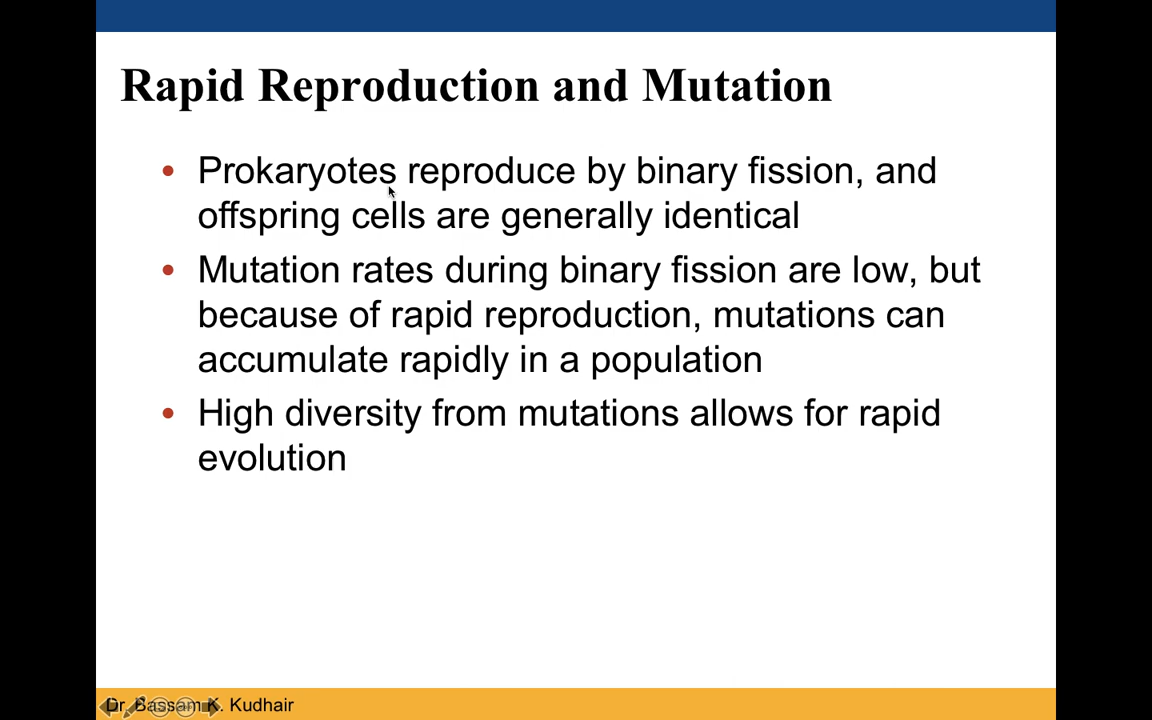 Rapid Reproduction and Mutation
• Prokaryotes reproduce by binary fission, and
offspring cells are generally identical
• Mutation rates during binary fission are low, but
because of rapid reproduction, mutations can
accumulate rapidly in a population
• High diversity from mutations allows for rapid
evolution
Dr. Bassam K. Kudhair